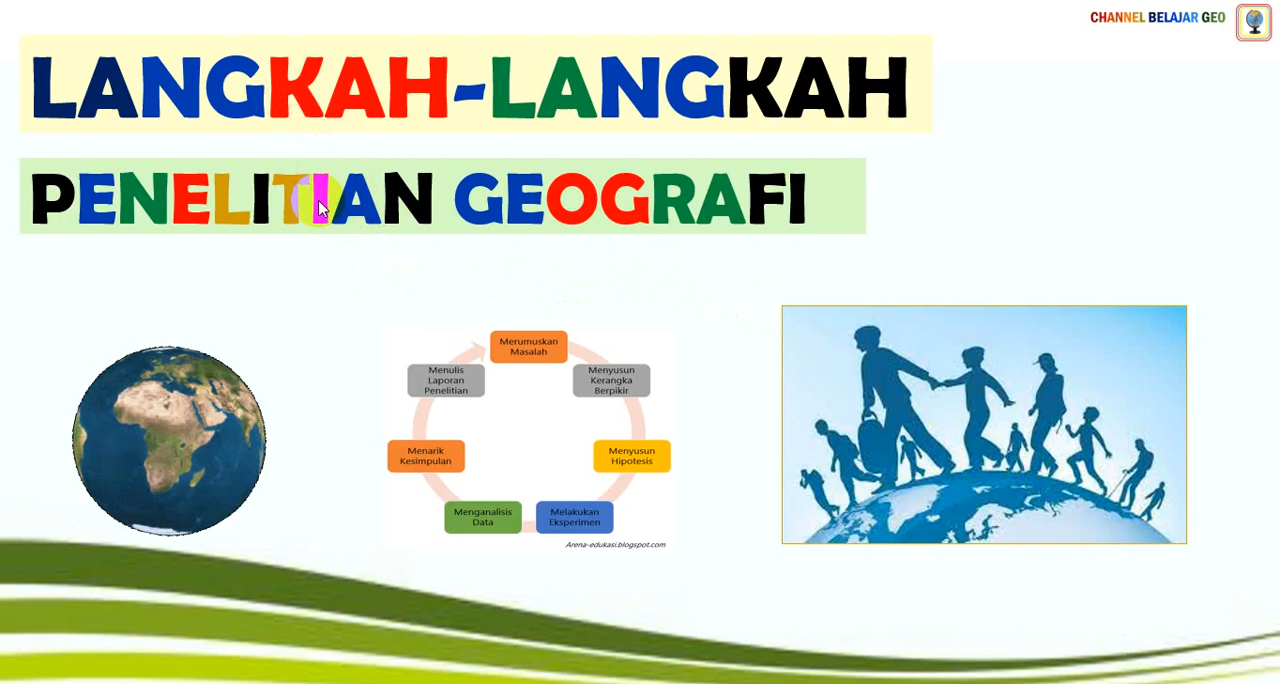 CHANNEL BELAJAR GEO
LANGKAH-LANGKAH
PENELITIAN GEOGRAFI
Merumuskan
Masalah
Menyusun
Kerangka
Berpikir
Menyusun
Hipotesis
Melakukan
Eksperimen
Menganalisis
Data
Menarik
Kesimpulan
Menulis
Laporan
Penelitian
Arena-edukasi.blogspot.com